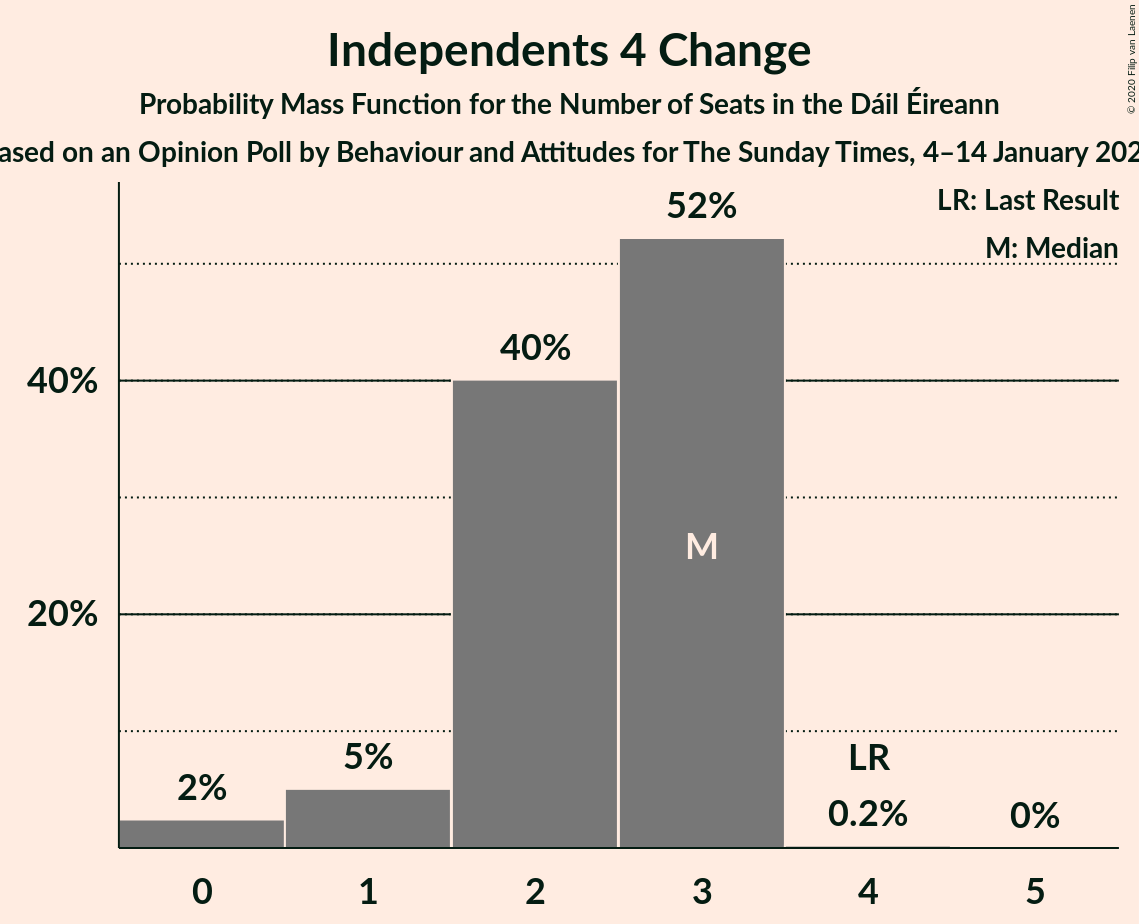 Independents 4 Change
Probability Mass Function for the Number of Seats in the Dáil Éireann
ased on an Opinion Poll by Behaviour and Attitudes for The Sunday Times, 4–14 January 202
© 2020 Filip van Laenen
LR: Last Result
M: Median
52%
40%
40%
M
20%
5%
LR
2%
0.2%
0%
0 1 2 3 4 5